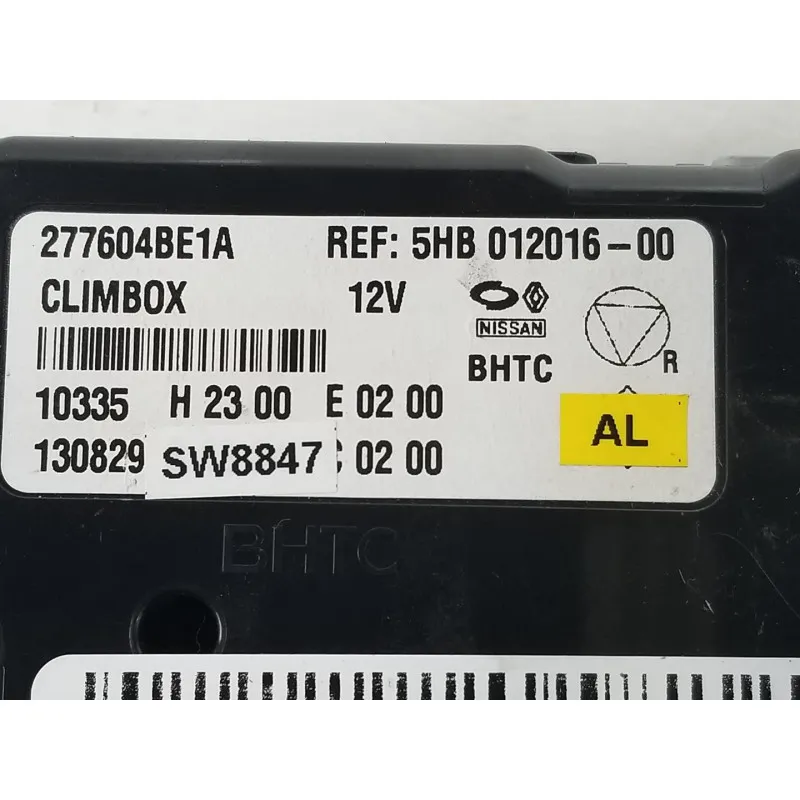 277604BE1A REF: 5HB 012016-00
CLIMBOX 12V
NISSAN
BHTC R
10335 H 23 00 E 02 00
AL
130829 SW8847 C 02 00
BHTC